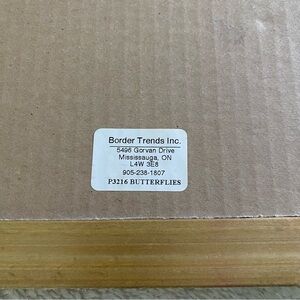 Border Trends Inc.
5496 Gorvan Drive
Mississauga, ON
L4W 3E8
905-238-1807
P3216 BUTTERFLIES